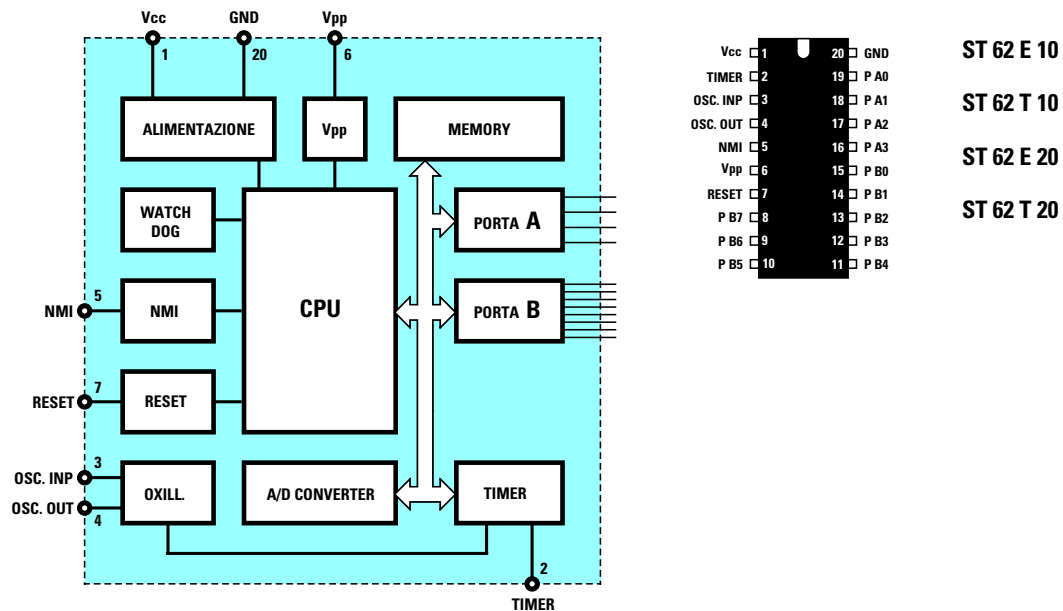 Vcc GND Vpp
1 20 6
ALIMENTAZIONE
Vpp
MEMORY
WATCH
DOG
CPU
PORTA A
NMI 5
NMI
PORTA B
RESET 7
RESET
OSC. INP 3
OSC. OUT 4
OXILL.
A/D CONVERTER
TIMER
2
TIMER
Vcc 1 20 GND
TIMER 2 19 P A0
OSC. INP 3 18 P A1
OSC. OUT 4 17 P A2
NMI 5 16 P A3
Vpp 6 15 P B0
RESET 7 14 P B1
P B7 8 13 P B2
P B6 9 12 P B3
P B5 10 11 P B4
ST 62 E 10
ST 62 T 10
ST 62 E 20
ST 62 T 20